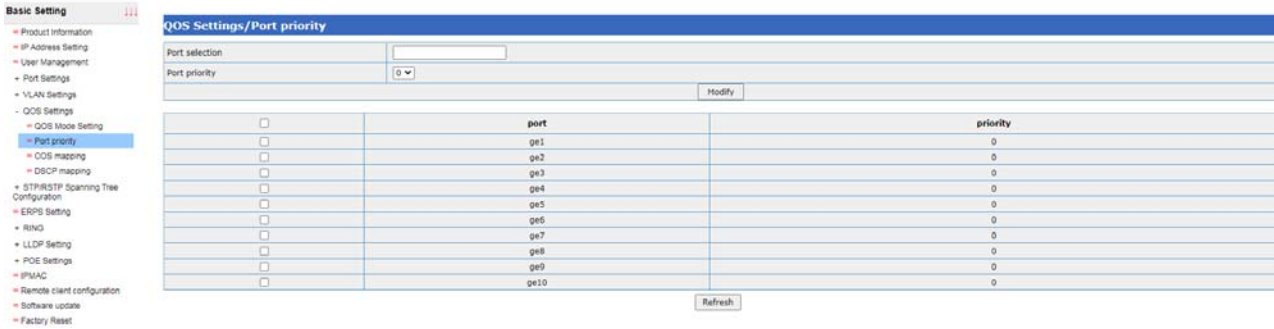 Basic Setting
Product Information
IP Address Setting
User Management
+ Port Settings
+ VLAN Settings
- QOS Settings
QOS Mode Setting
Port priority
COS mapping
DSCP mapping
+ STP/RSTP Spanning Tree
Configuration
ERPS Setting
+ RING
+ LLDP Setting
+ POE Settings
IPMAC
Remote client configuration
Software update
Factory Reset
QOS Settings/Port priority
Port selection
Port priority 0
Modify
port priority
ge1 0
ge2 0
ge3 0
ge4 0
ge5 0
ge6 0
ge7 0
ge8 0
ge9 0
ge10 0
Refresh